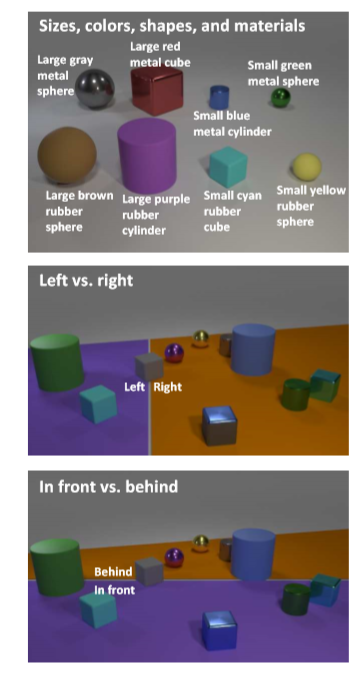 Sizes, colors, shapes, and materials
Large gray
metal
sphere
Large red
metal cube
Small blue
metal cylinder
Small green
metal sphere
Large brown
rubber
sphere
Large purple
rubber
cylinder
Small cyan
rubber
cube
Small yellow
rubber
sphere
Left vs. right
Left Right
In front vs. behind
Behind
In front